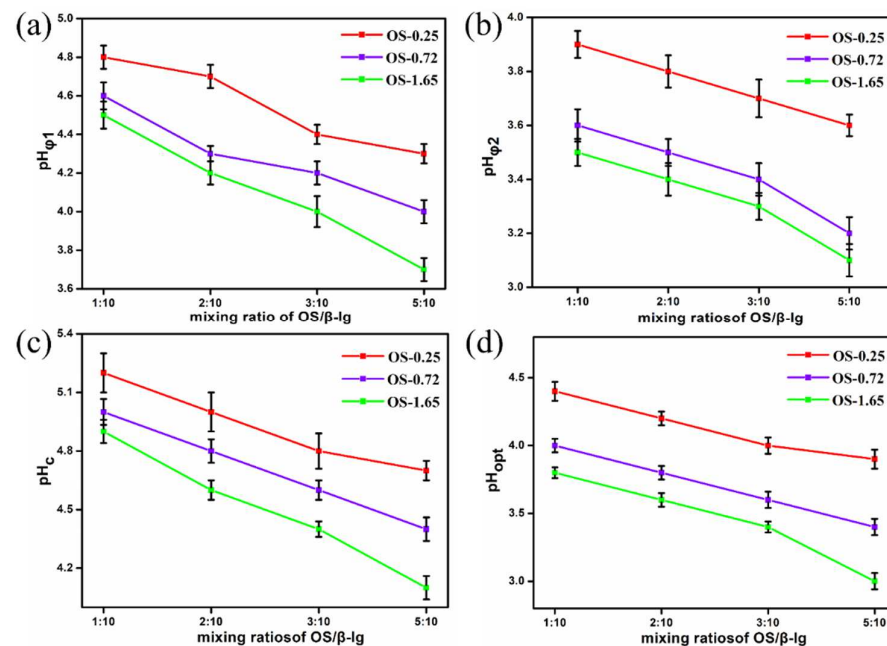 (a)
5.0
4.8
4.6
4.4
4.2
4.0
3.8
3.6
pHφ1
OS-0.25
OS-0.72
OS-1.65
1:10 2:10 3:10 5:10
mixing ratio of OS/β-lg
(b)
4.0
3.8
3.6
3.4
3.2
3.0
pHφ2
OS-0.25
OS-0.72
OS-1.65
1:10 2:10 3:10 5:10
mixing ratiosof OS/β-lg
(c)
5.4
5.1
4.8
4.5
4.2
pHC
OS-0.25
OS-0.72
OS-1.65
1:10 2:10 3:10 5:10
mixing ratiosof OS/β-lg
(d)
4.5
4.0
3.5
3.0
pHopt
OS-0.25
OS-0.72
OS-1.65
1:10 2:10 3:10 5:10
mixing ratiosof OS/β-lg